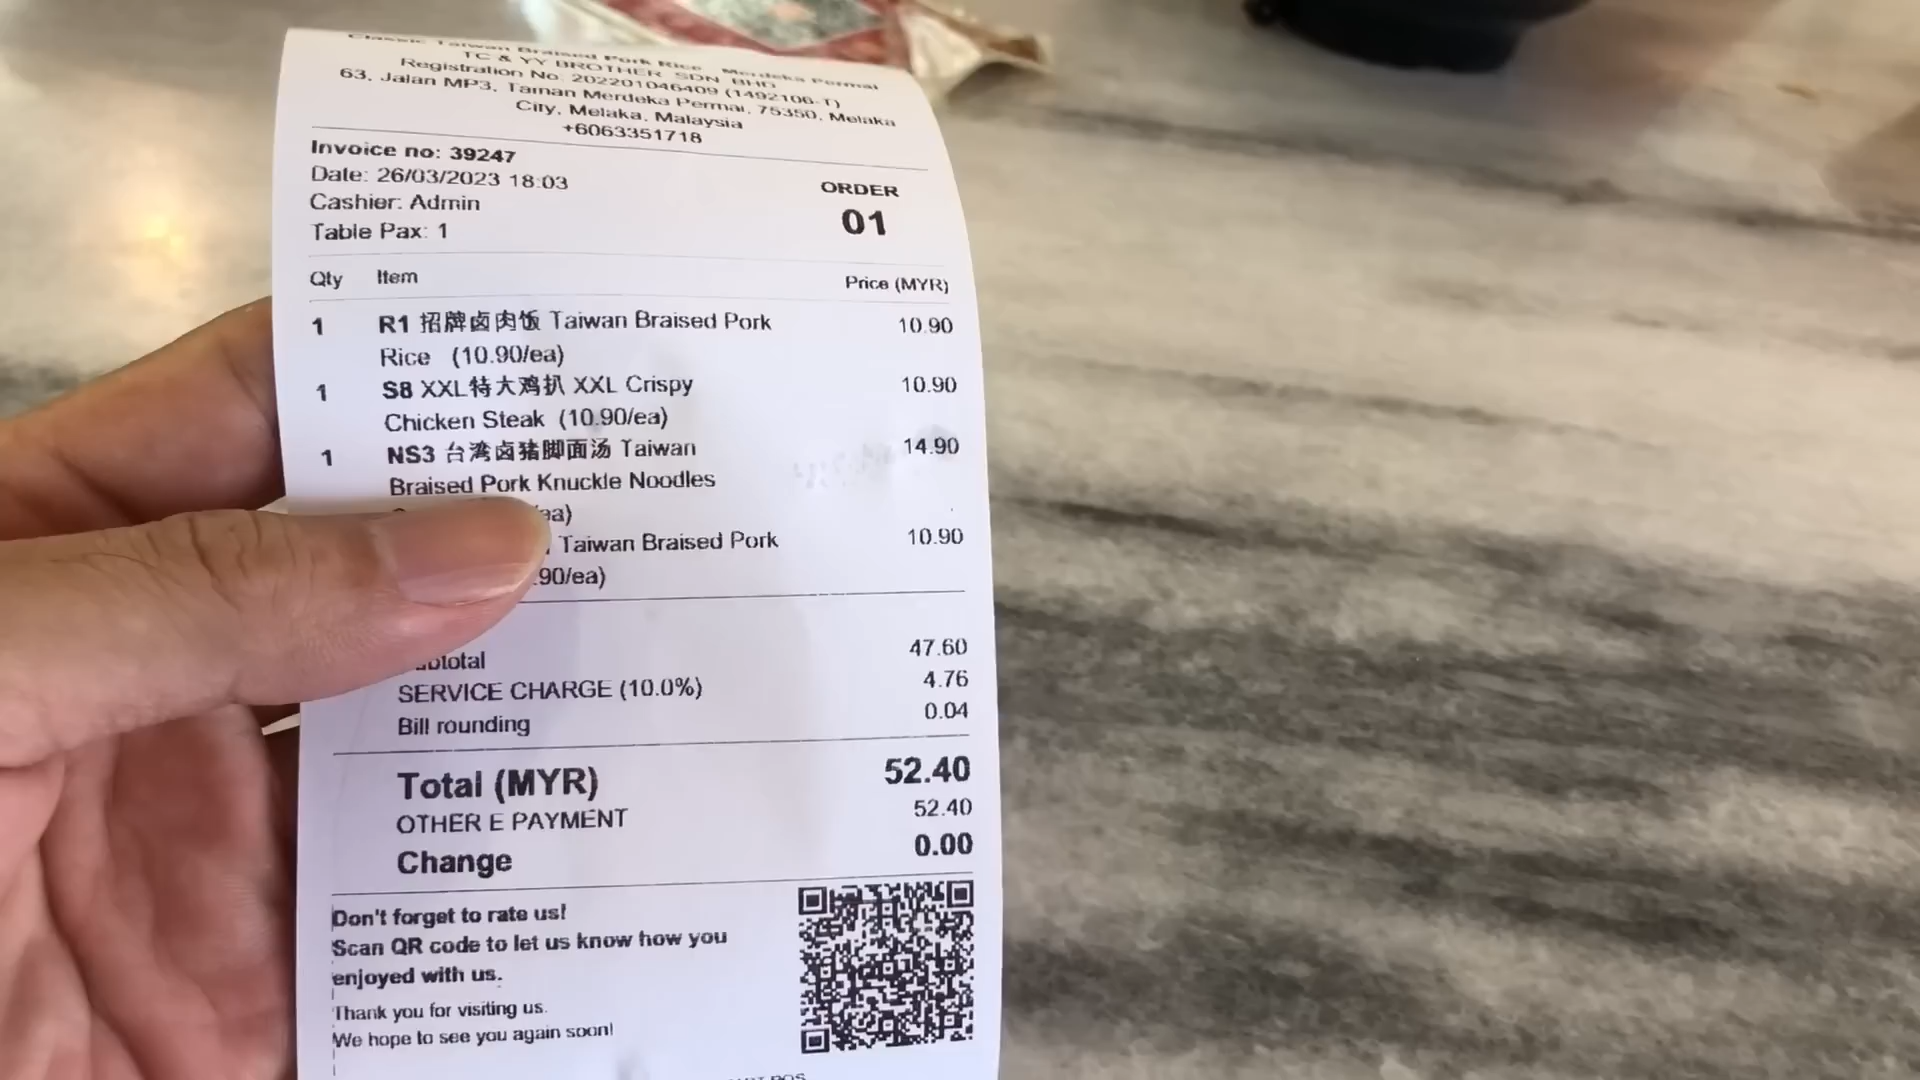 Classic Taiwan Braised Pork Rice - Merdeka Permai
TC & YY BROTHER SDN BHD
Registration No: 202201046409 (1492106-T)
63, Jalan MP3, Taman Merdeka Permai, 75350, Melaka
City, Melaka, Malaysia
+6063351718
Invoice no: 39247
Date: 26/03/2023 18:03
Cashier: Admin
Table Pax: 1
ORDER
01
Qty Item Price (MYR)
1 R1 招牌卤肉饭 Taiwan Braised Pork 10.90
Rice (10.90/ea)
1 S8 XXL特大鸡扒 XXL Crispy 10.90
Chicken Steak (10.90/ea)
1 NS3 台湾卤猪脚面汤 Taiwan 14.90
Braised Pork Knuckle Noodles
/ea)
Taiwan Braised Pork 10.90
.90/ea)
btotal 47.60
SERVICE CHARGE (10.0%) 4.76
Bill rounding 0.04
Total (MYR) 52.40
OTHER E PAYMENT 52.40
Change 0.00
Don't forget to rate us!
Scan QR code to let us know how you
enjoyed with us.
Thank you for visiting us.
We hope to see you again soon!
POS